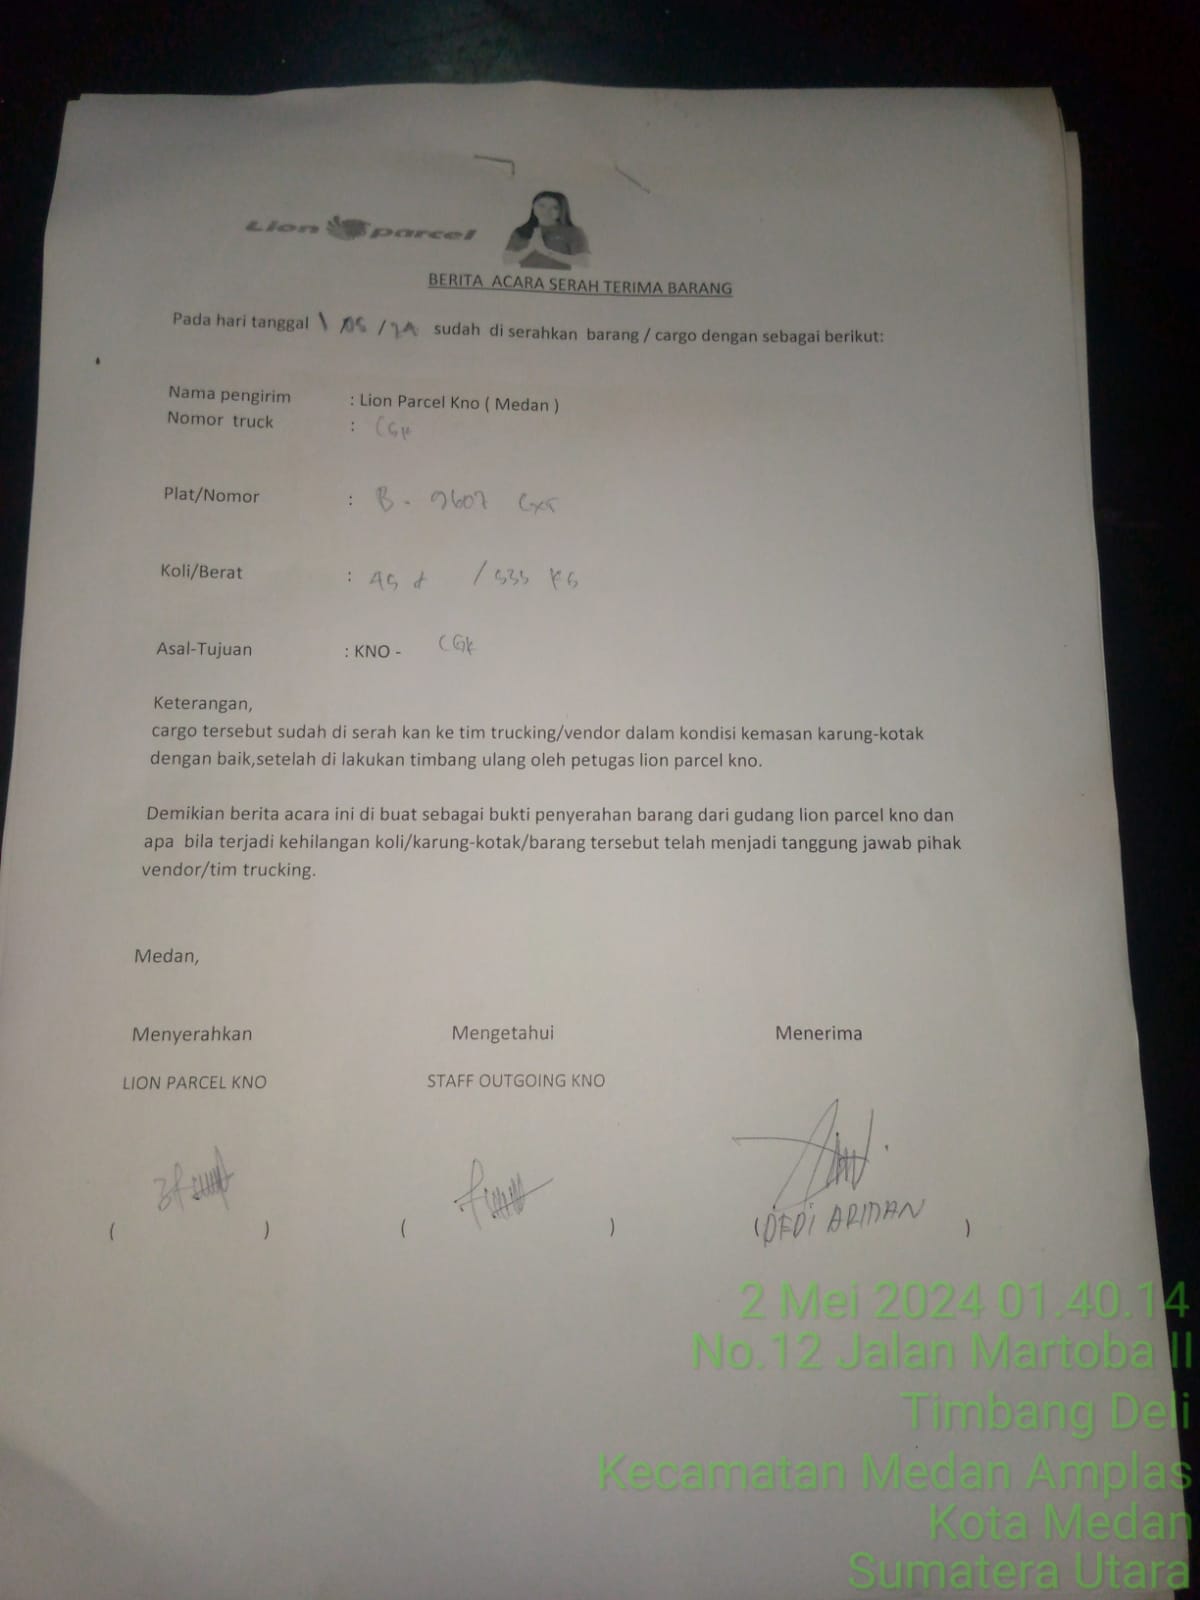 Lion parcel
BERITA ACARA SERAH TERIMA BARANG
Pada hari tanggal 1 /05 / 24 sudah di serahkan barang / cargo dengan sebagai berikut:
Nama pengirim : Lion Parcel Kno ( Medan )
Nomor truck : CGK
Plat/Nomor : B - 9607
Koli/Berat : 45 / 535 KG
Asal-Tujuan : KNO - CGK
Keterangan,
cargo tersebut sudah di serah kan ke tim trucking/vendor dalam kondisi kemasan karung-kotak
dengan baik,setelah di lakukan timbang ulang oleh petugas lion parcel kno.
Demikian berita acara ini di buat sebagai bukti penyerahan barang dari gudang lion parcel kno dan
apa bila terjadi kehilangan koli/karung-kotak/barang tersebut telah menjadi tanggung jawab pihak
vendor/tim trucking.
Medan,
Menyerahkan Mengetahui Menerima
LION PARCEL KNO STAFF OUTGOING KNO
( ) ( ) (DEDI ARMAN )
2 Mei 2024 01.40.14
No.12 Jalan Martoba II
Timbang Deli
Kecamatan Medan Amplas
Kota Medan
Sumatera Utara